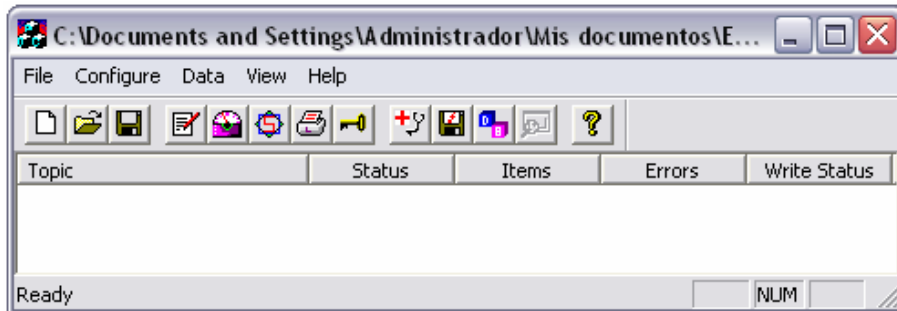 C:\Documents and Settings\Administrador\Mis documentos\E...
File Configure Data View Help
Topic Status Items Errors Write Status
Ready NUM